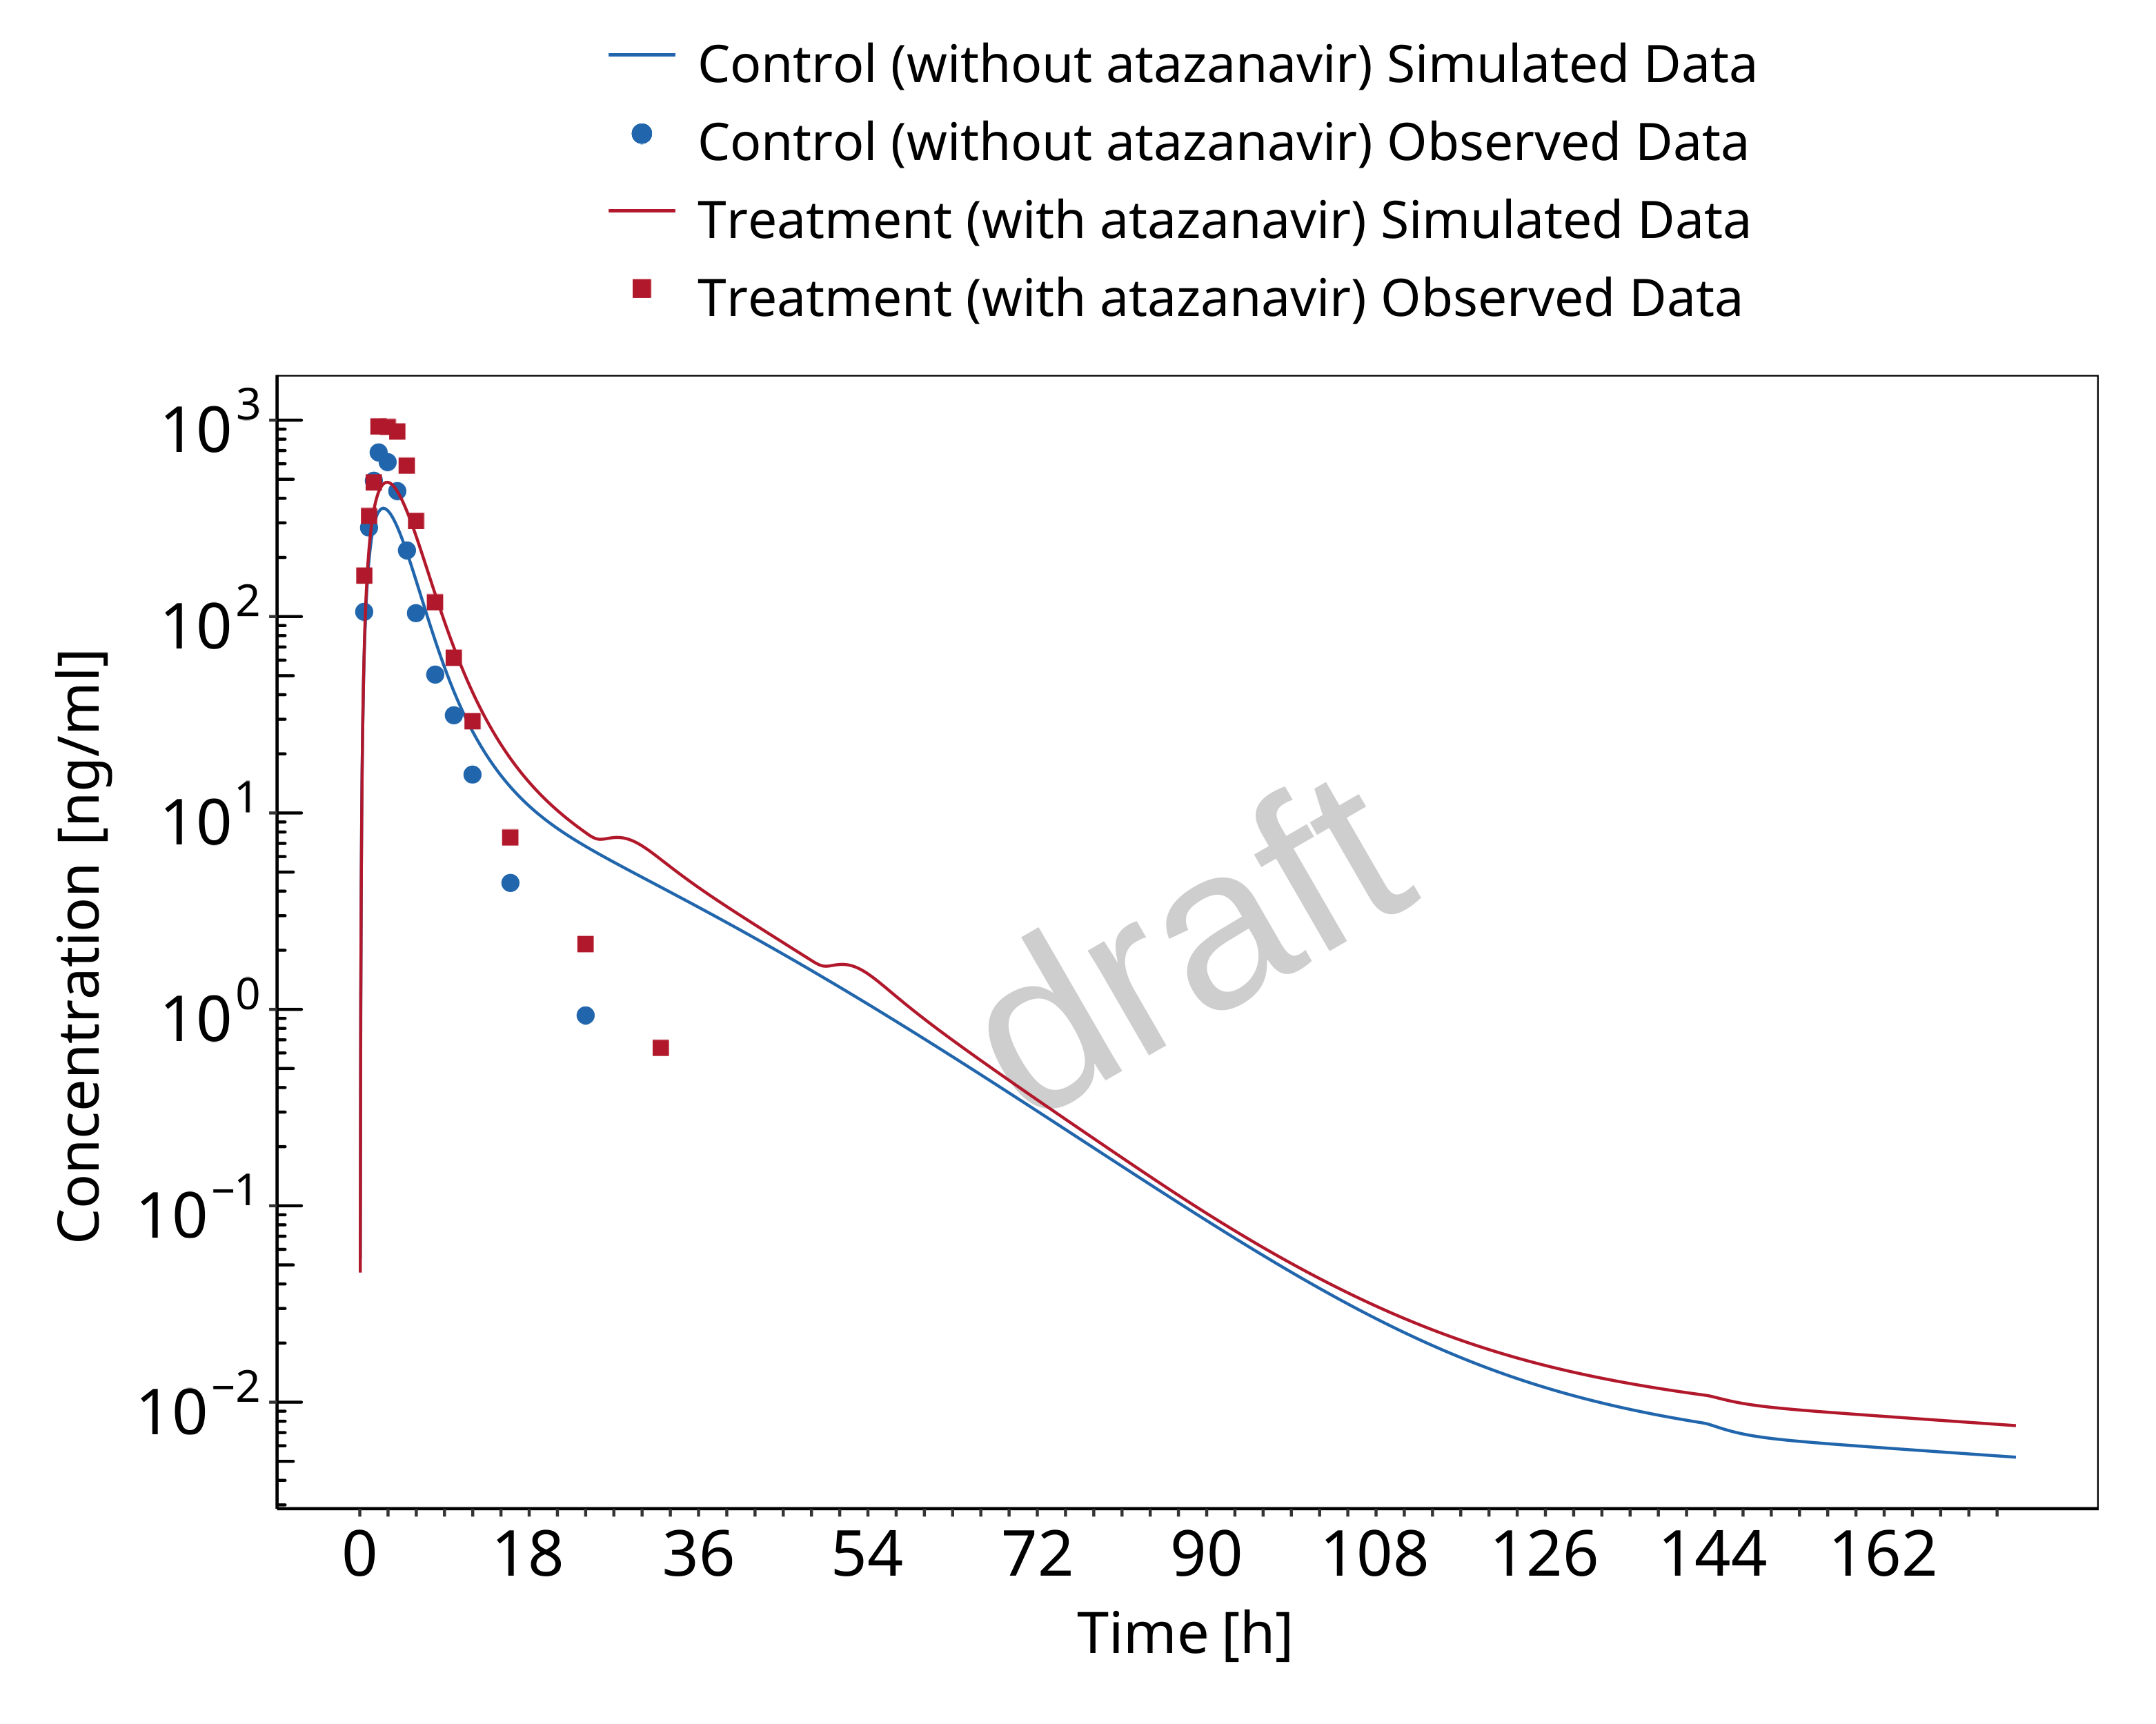 Control (without atazanavir) Simulated Data
Control (without atazanavir) Observed Data
Treatment (with atazanavir) Simulated Data
Treatment (with atazanavir) Observed Data
10³
10²
10¹
10⁰
10⁻¹
10⁻²
Concentration [ng/ml]
draft
0 18 36 54 72 90 108 126 144 162
Time [h]